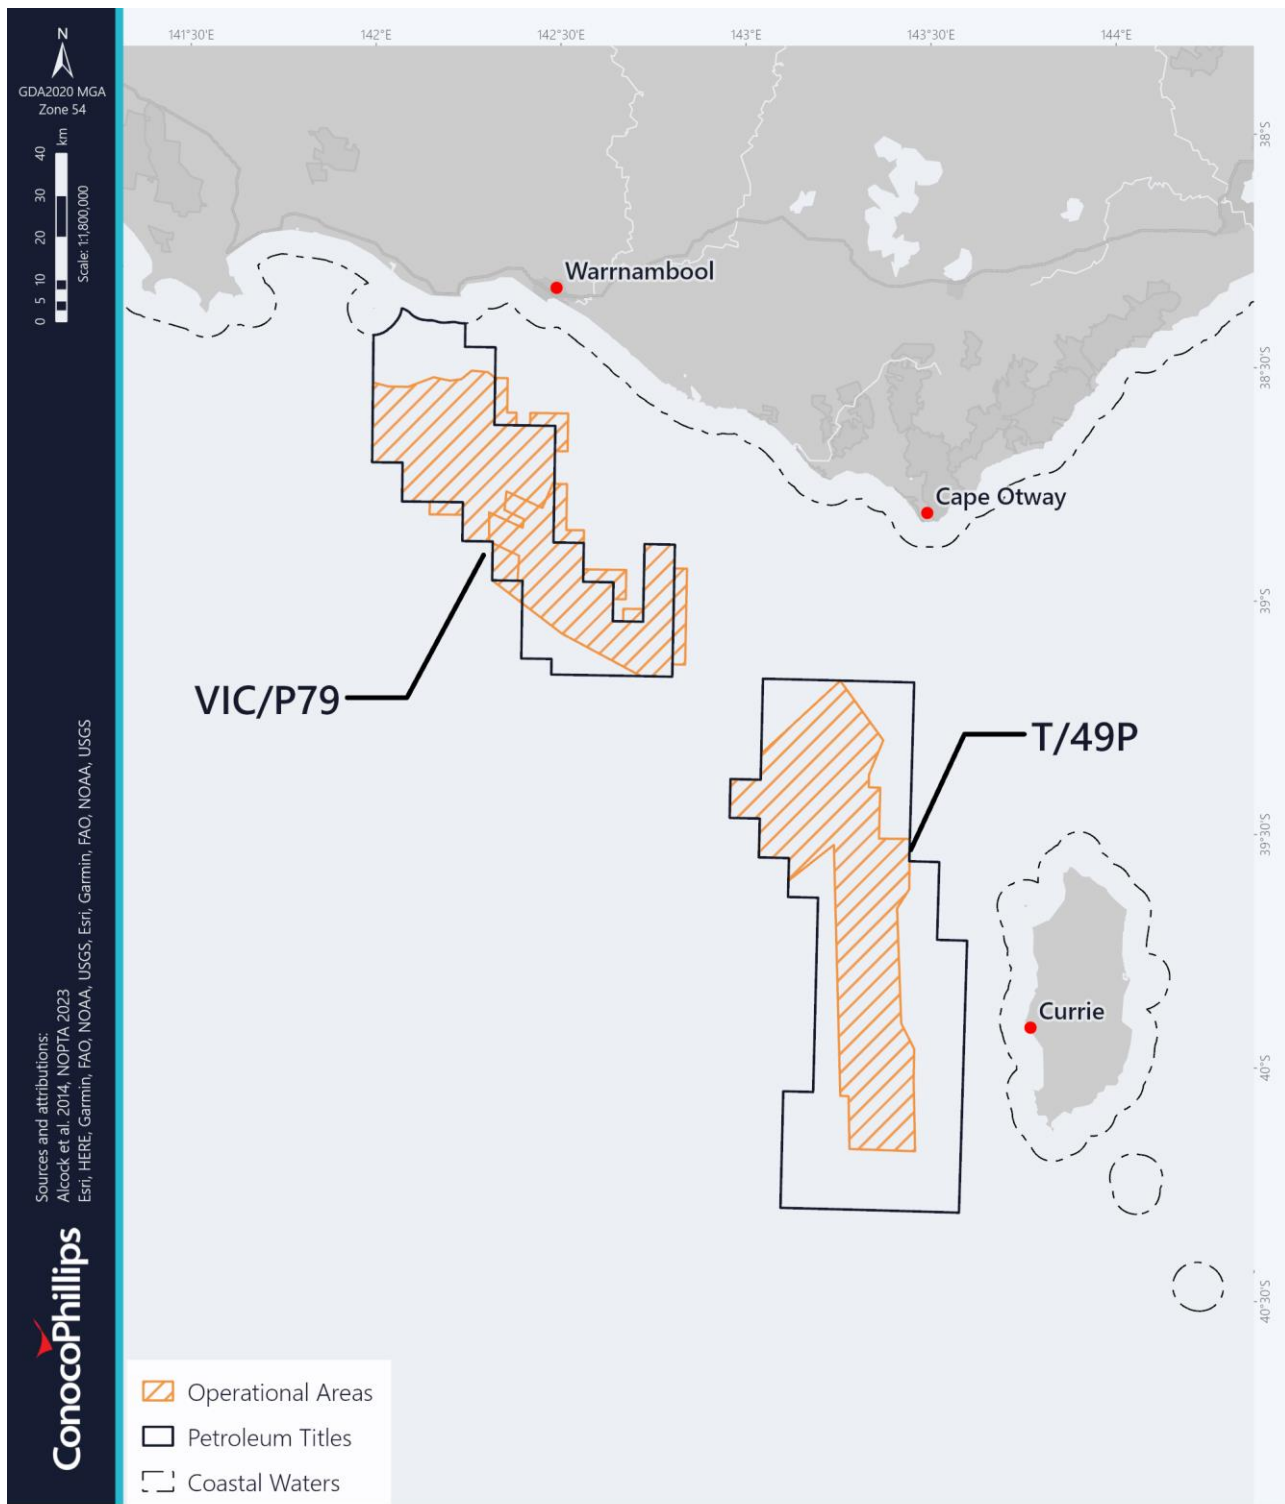 141°30'E 142°E 142°30'E 143°E 143°30'E 144°E
N
GDA2020 MGA
Zone 54
0 5 10 20 30 40 km
Scale: 1:1,800,000
38°S
38°30'S
39°S
39°30'S
40°S
40°30'S
Warrnambool
Cape Otway
VIC/P79
T/49P
Currie
Sources and attributions:
Alcock et al. 2014, NOPTA 2023
Esri, HERE, Garmin, FAO, NOAA, USGS, Esri, Garmin, FAO, NOAA, USGS
ConocoPhillips
Operational Areas
Petroleum Titles
Coastal Waters